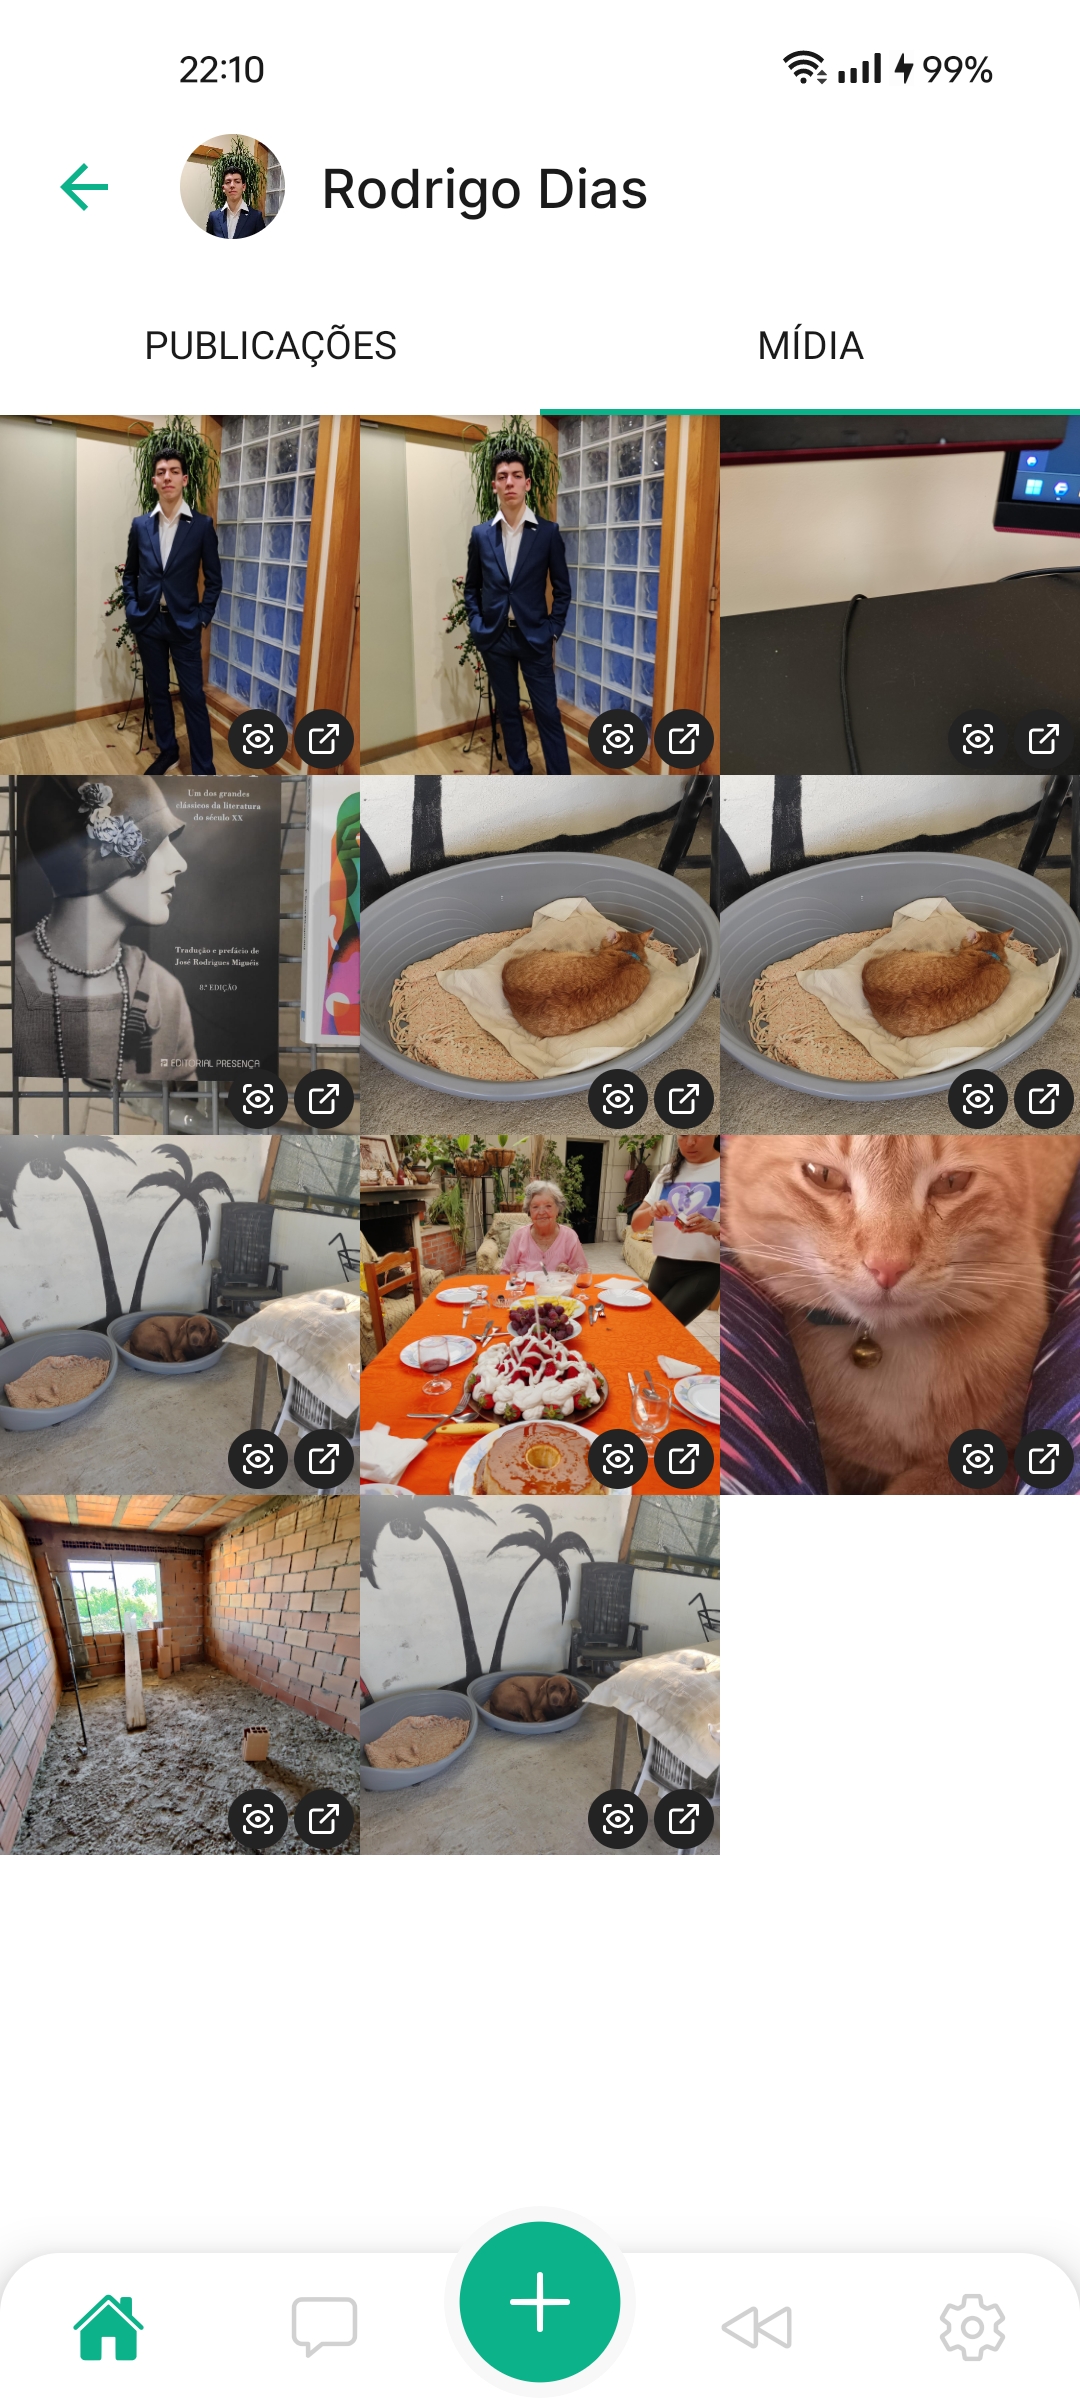 22:10
99%
Rodrigo Dias
PUBLICAÇÕES
MÍDIA
Um dos grandes
clássicos da literatura
do século XX
Tradução e prefácio de
José Rodrigues Miguéis
8.ª EDIÇÃO
EDITORIAL PRESENÇA